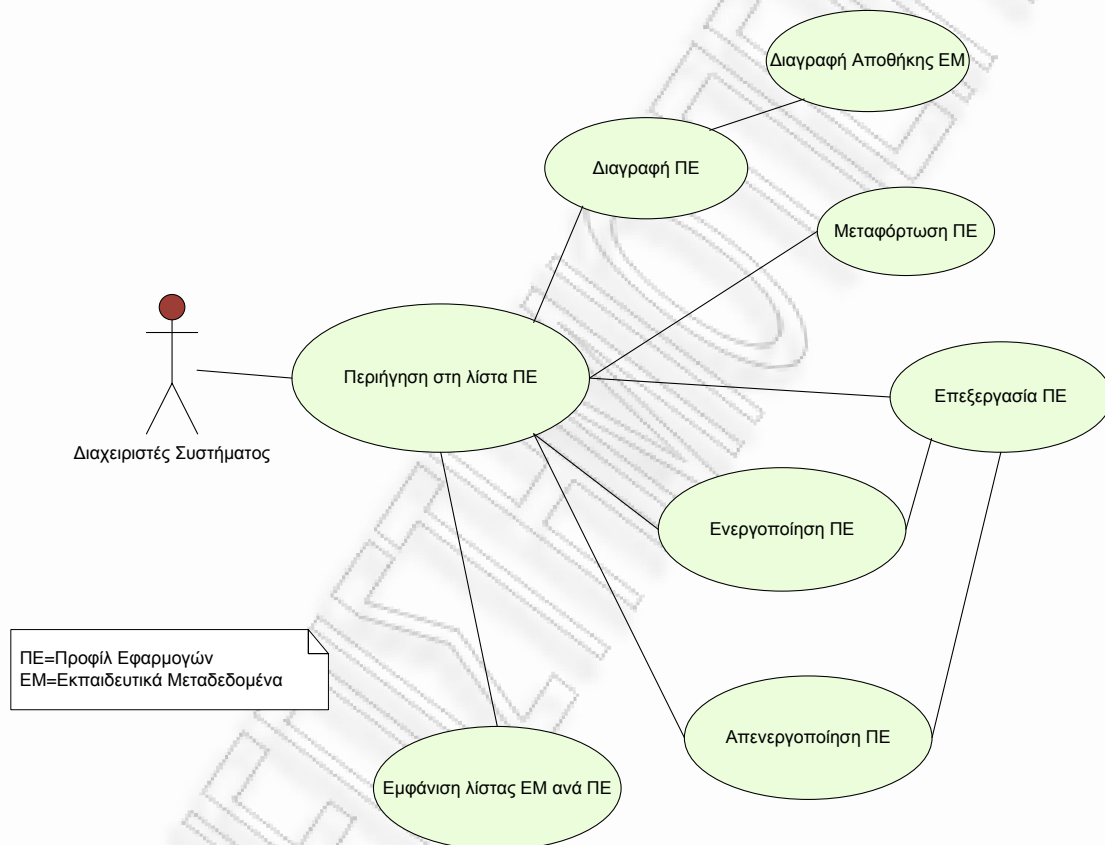 Διαγραφή Αποθήκης ΕΜ
Διαγραφή ΠΕ
Μεταφόρτωση ΠΕ
Περιήγηση στη λίστα ΠΕ
Επεξεργασία ΠΕ
Διαχειριστές Συστήματος
Ενεργοποίηση ΠΕ
ΠΕ=Προφίλ Εφαρμογών
ΕΜ=Εκπαιδευτικά Μεταδεδομένα
Απενεργοποίηση ΠΕ
Εμφάνιση λίστας ΕΜ ανά ΠΕ